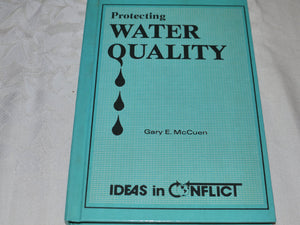 Protecting
WATER
QUALITY
Gary E. McCuen
IDEAS in CONFLICT